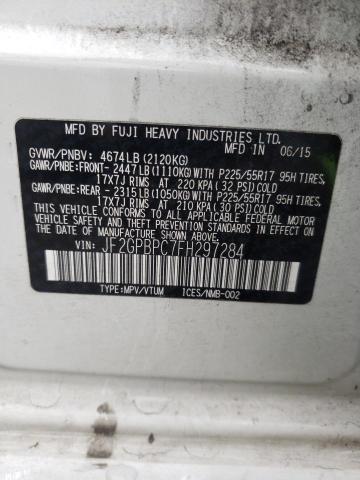 MFD BY FUJI HEAVY INDUSTRIES LTD.
GVWR/PNBV: 4674LB(2120KG) MFD IN 06/15
GAWR/PNBE:FRONT- 2447LB(1110KG)WITH P225/55R17 95H TIRES,
17X7J RIMS AT 220 KPA( 32 PSI)COLD
GAWR/PNBE:REAR - 2315LB(1050KG)WITH P225/55R17 95H TIRES,
17X7J RIMS AT 210 KPA( 30 PSI)COLD
THIS VEHICLE CONFORMS TO ALL APPLICABLE FEDERAL MOTOR
VEHICLE SAFETY STANDARDS IN EFFECT ON THE DATE OF
MANUFACTURE SHOWN ABOVE.
JF2GPBPC7FH297284
TYPE:MPV/VTUM ICES/NMB-002